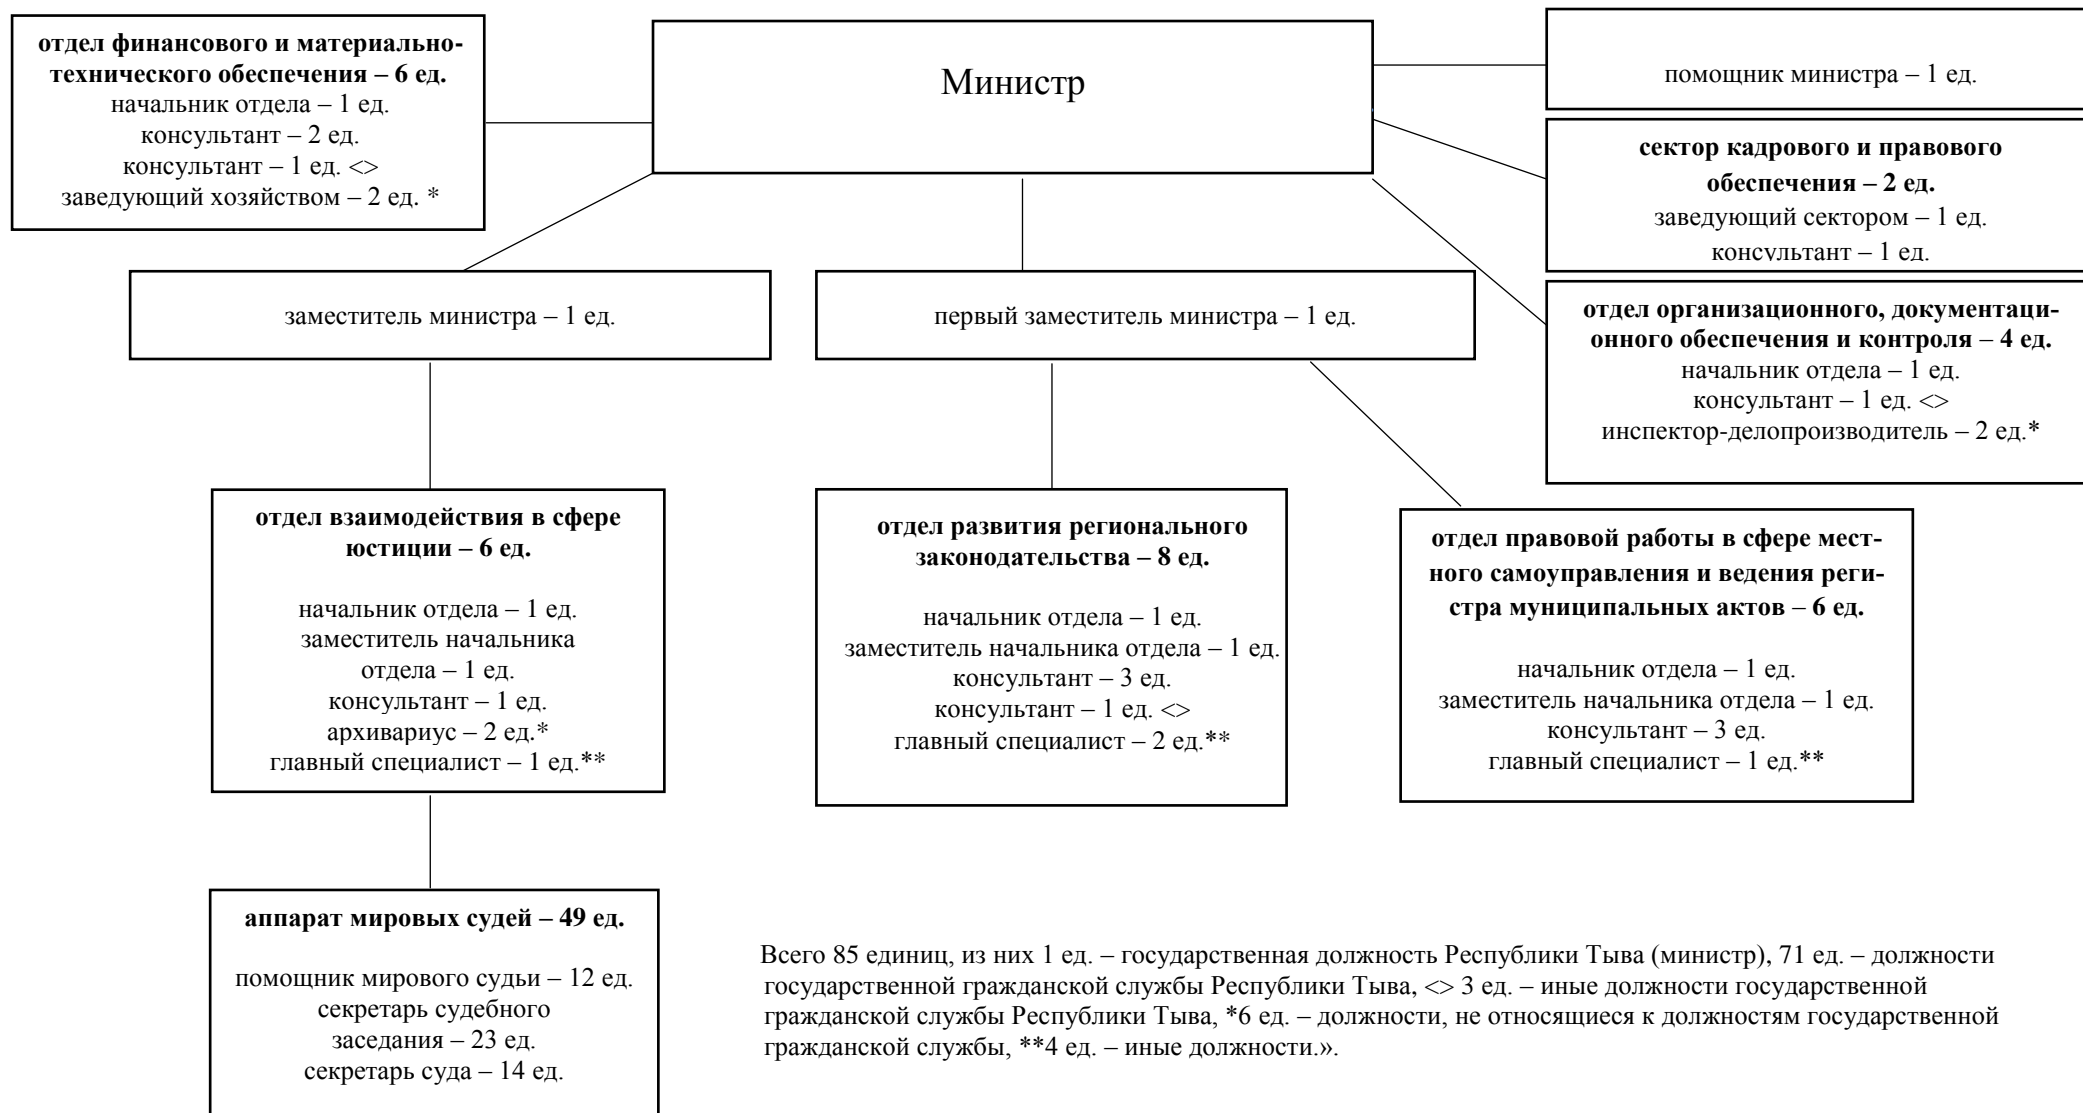 отдел финансового и материально-
технического обеспечения – 6 ед.
начальник отдела – 1 ед.
консультант – 2 ед.
консультант – 1 ед. <>
заведующий хозяйством – 2 ед. *
Министр
помощник министра – 1 ед.
сектор кадрового и правового
обеспечения – 2 ед.
заведующий сектором – 1 ед.
консультант – 1 ед.
заместитель министра – 1 ед.
первый заместитель министра – 1 ед.
отдел организационного, документаци-
онного обеспечения и контроля – 4 ед.
начальник отдела – 1 ед.
консультант – 1 ед. <>
инспектор-делопроизводитель – 2 ед.*
отдел взаимодействия в сфере
юстиции – 6 ед.
начальник отдела – 1 ед.
заместитель начальника
отдела – 1 ед.
консультант – 1 ед.
архивариус – 2 ед.*
главный специалист – 1 ед.**
отдел развития регионального
законодательства – 8 ед.
начальник отдела – 1 ед.
заместитель начальника отдела – 1 ед.
консультант – 3 ед.
консультант – 1 ед. <>
главный специалист – 2 ед.**
отдел правовой работы в сфере мест-
ного самоуправления и ведения реги-
стра муниципальных актов – 6 ед.
начальник отдела – 1 ед.
заместитель начальника отдела – 1 ед.
консультант – 3 ед.
главный специалист – 1 ед.**
аппарат мировых судей – 49 ед.
помощник мирового судьи – 12 ед.
секретарь судебного
заседания – 23 ед.
секретарь суда – 14 ед.
Всего 85 единиц, из них 1 ед. – государственная должность Республики Тыва (министр), 71 ед. – должности
государственной гражданской службы Республики Тыва, <> 3 ед. – иные должности государственной
гражданской службы Республики Тыва, *6 ед. – должности, не относящиеся к должностям государственной
гражданской службы, **4 ед. – иные должности.».